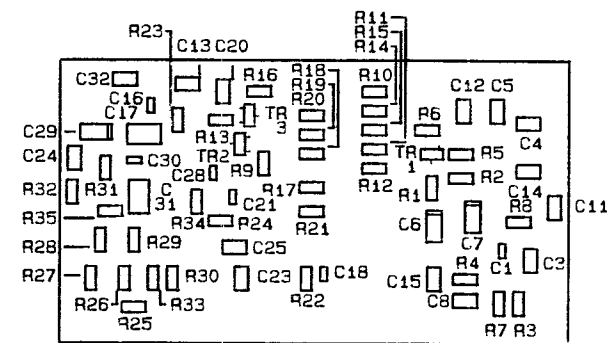 R11
R23
R15
C13 C20
R14
R18
C32
R16
R19
R10
C12 C5
C16
R20
C17
TR
3
R6
C29
R13
C4
C24
C30
TR2
TR
1
R5
C28
R9
R12
R2
R32
R31
C
31
R17
R1
C14
C21
C11
R35
R34
R24
R21
C6
R8
R28
R29
C25
C7
R4
C1
C3
R27
R30
C23
C18
C15
R26
R33
R22
C8
R25
R7 R3